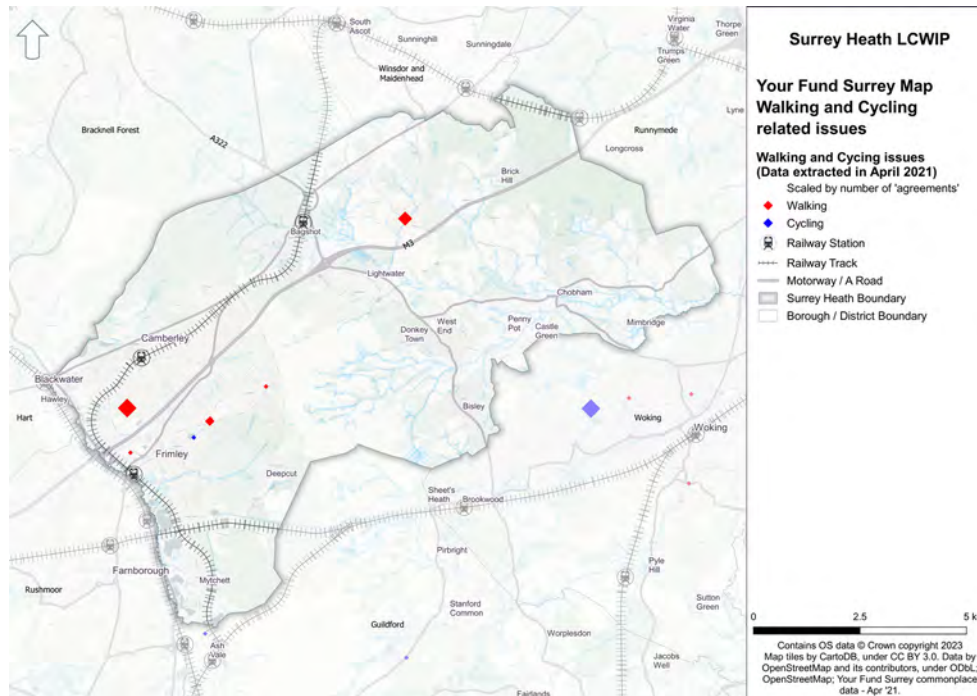 South
Ascot
Sunninghill
Sunningdale
Virginia
Water
Thorpe
Green
Trumps
Green
Winsdor and
Maidenhead
Bracknell Forest
A322
Runnymede
Lyne
Longcross
Brick
Hill
Bagshot
M3
Lightwater
Chobham
Camberley
Donkey
Town
West
End
Penny
Pot
Castle
Green
Mimbridge
Blackwater
Hawley
Hart
Bisley
Woking
Woking
Frimley
Deepcut
Sheet's
Heath
Brookwood
Pirbright
Farnborough
Mytchett
Rushmoor
Pyle
Hill
Stanford
Common
Sutton
Green
Guildford
Ash
Vale
Worplesdon
Jacobs
Well
Fairlands
Surrey Heath LCWIP
Your Fund Surrey Map
Walking and Cycling
related issues
Walking and Cycing issues
(Data extracted in April 2021)
Scaled by number of 'agreements'
Walking
Cycling
Railway Station
Railway Track
Motorway / A Road
Surrey Heath Boundary
Borough / District Boundary
0 2.5 5 k
Contains OS data © Crown copyright 2023
Map tiles by CartoDB, under CC BY 3.0. Data by
OpenStreetMap and its contributors, under ODbL;
OpenStreetMap; Your Fund Surrey commonplace
data - Apr '21.